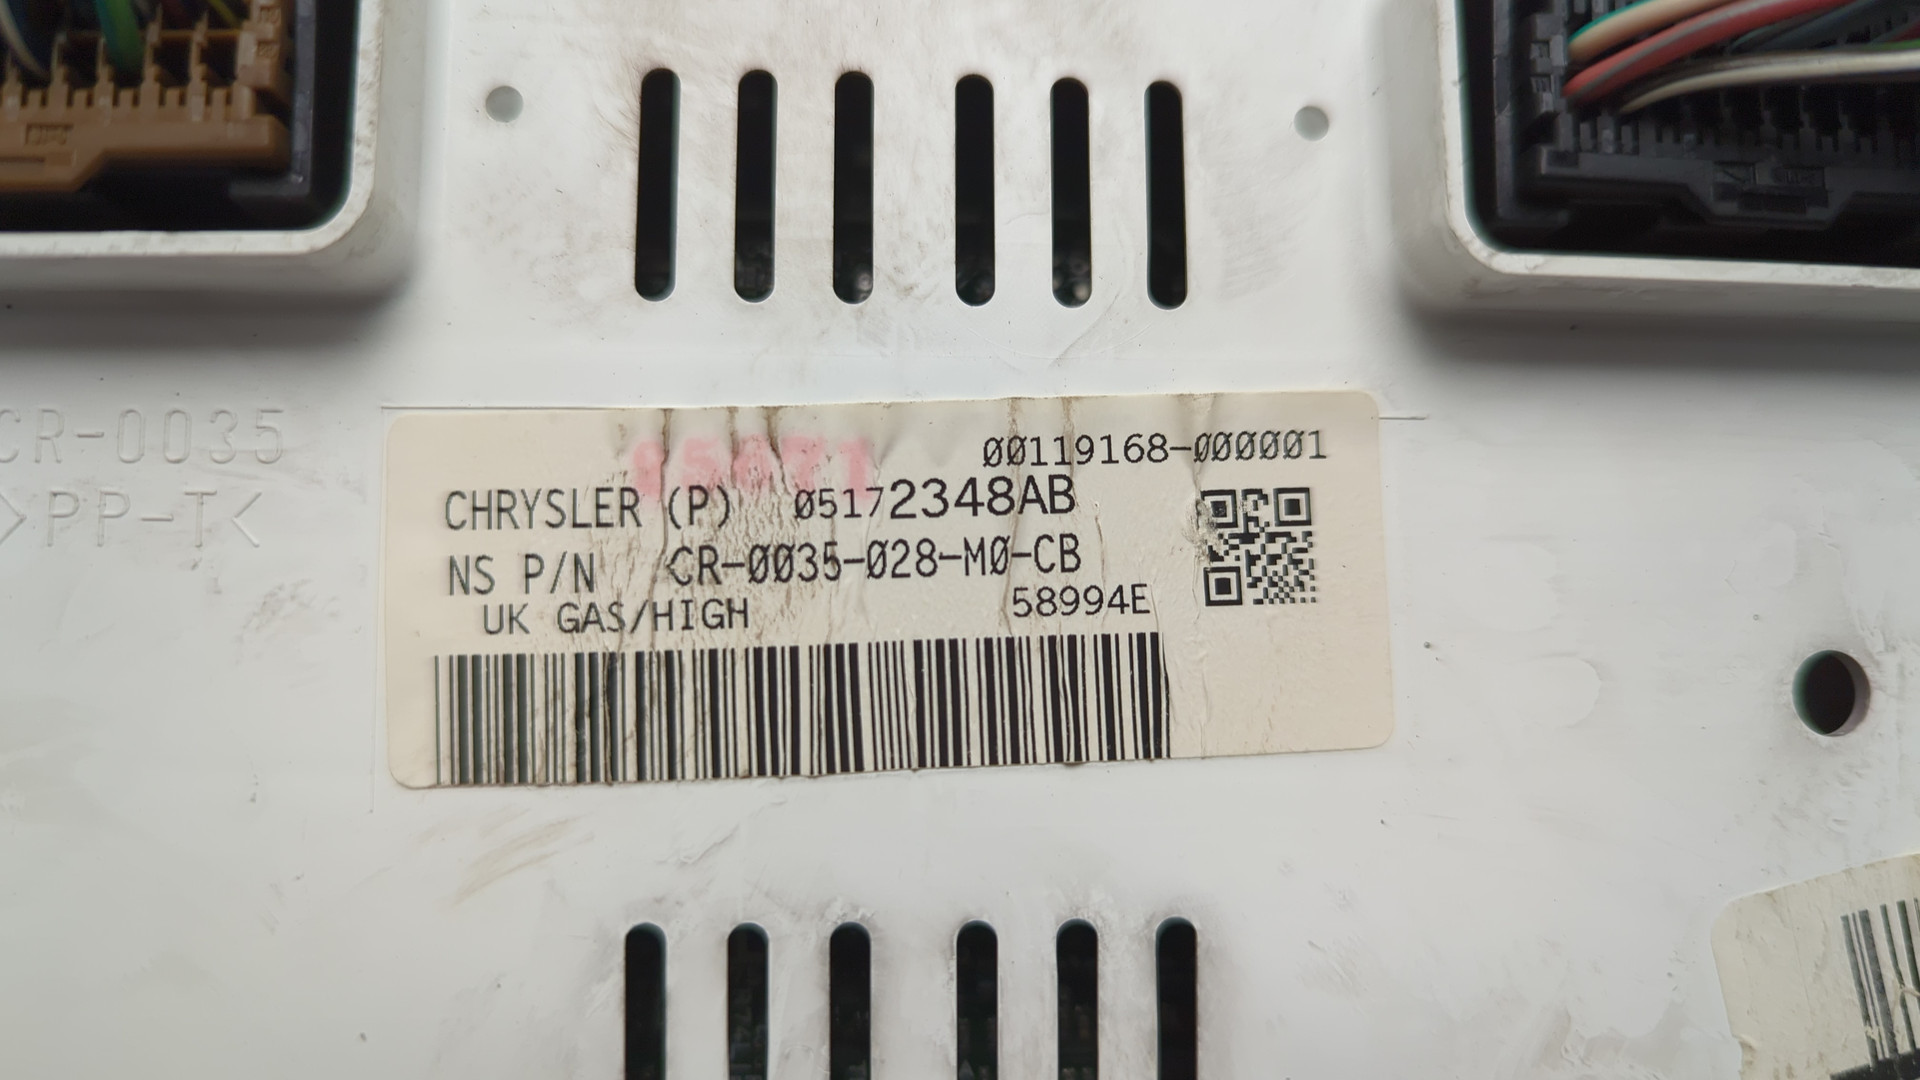 CR-0035
>PP-T<
00119168-000001
CHRYSLER (P) 05172348AB
NS P/N CR-0035-028-M0-CB
UK GAS/HIGH 58994E